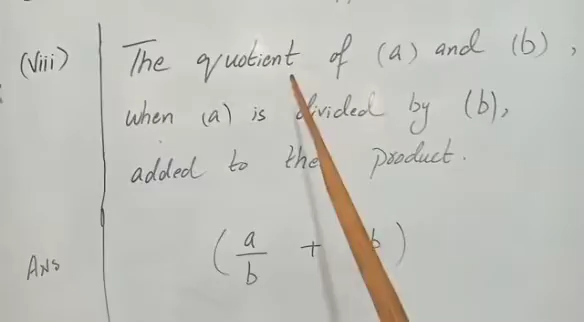 (viii) The quotient of (a) and (b),
when (a) is divided by (b),
added to the product.
Ans (a/b + b)